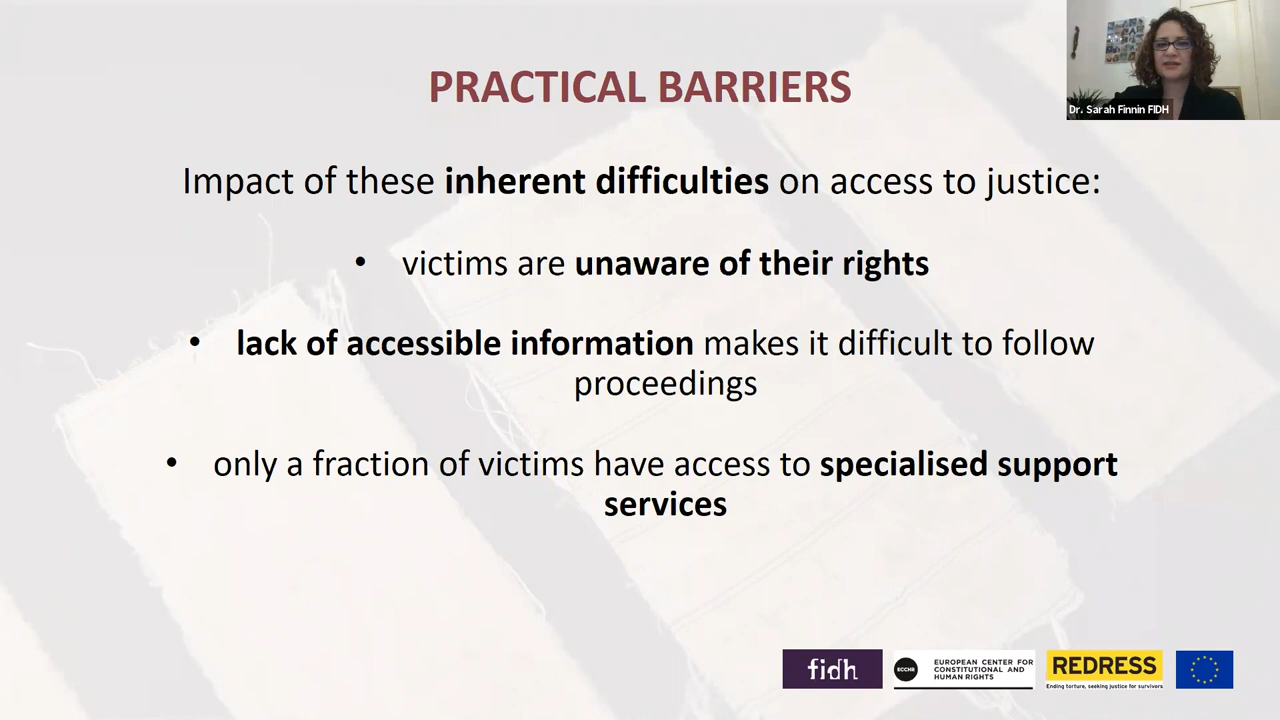 PRACTICAL BARRIERS
Dr. Sarah Finnin FIDH
Impact of these inherent difficulties on access to justice:
• victims are unaware of their rights
• lack of accessible information makes it difficult to follow
proceedings
• only a fraction of victims have access to specialised support
services
fidh
ECCHR
EUROPEAN CENTER FOR
CONSTITUTIONAL AND
HUMAN RIGHTS
REDRESS
Ending torture, seeking justice for survivors